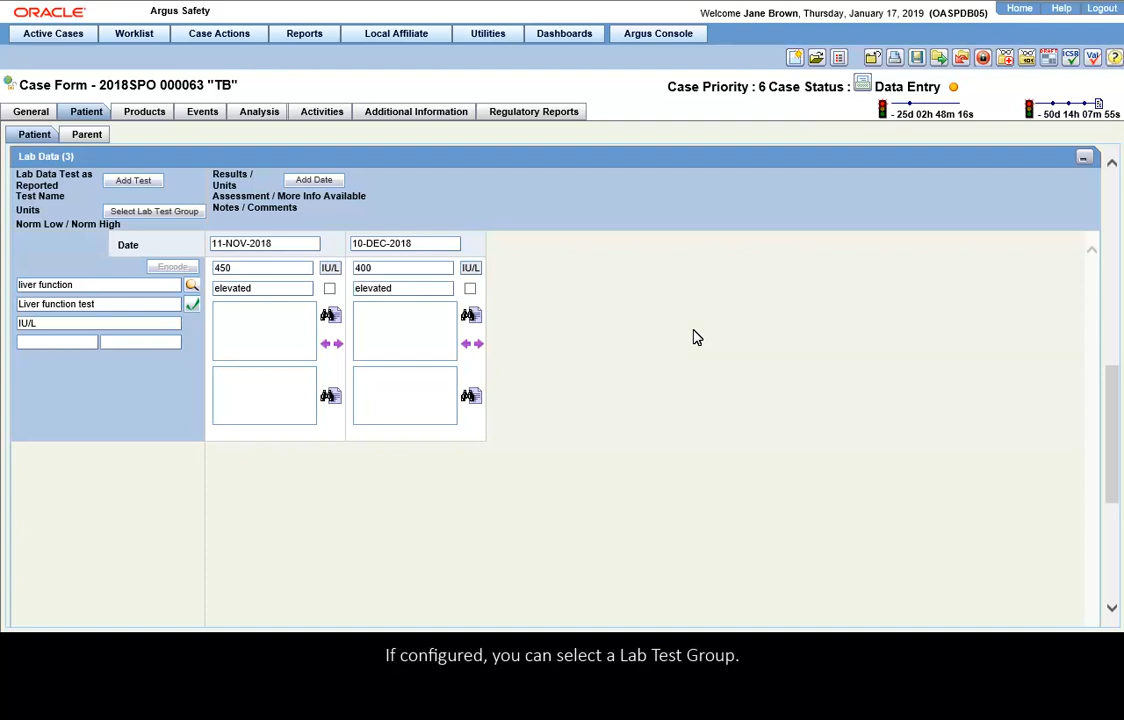 ORACLE Argus Safety Welcome Jane Brown, Thursday, January 17, 2019 (OASPDB05) Home Help Logout
Active Cases Worklist Case Actions Reports Local Affiliate Utilities Dashboards Argus Console
Case Form - 2018SPO 000063 "TB" Case Priority : 6 Case Status : Data Entry
- 25d 02h 48m 16s - 50d 14h 07m 55s
General Patient Products Events Analysis Activities Additional Information Regulatory Reports
Patient Parent
Lab Data (3)
Lab Data Test as Reported Add Test Results / Units Add Date
Test Name Assessment / More Info Available
Units Select Lab Test Group Notes / Comments
Norm Low / Norm High
Date 11-NOV-2018 10-DEC-2018
Encode 450 IU/L 400 IU/L
liver function elevated elevated
Liver function test
IU/L
If configured, you can select a Lab Test Group.